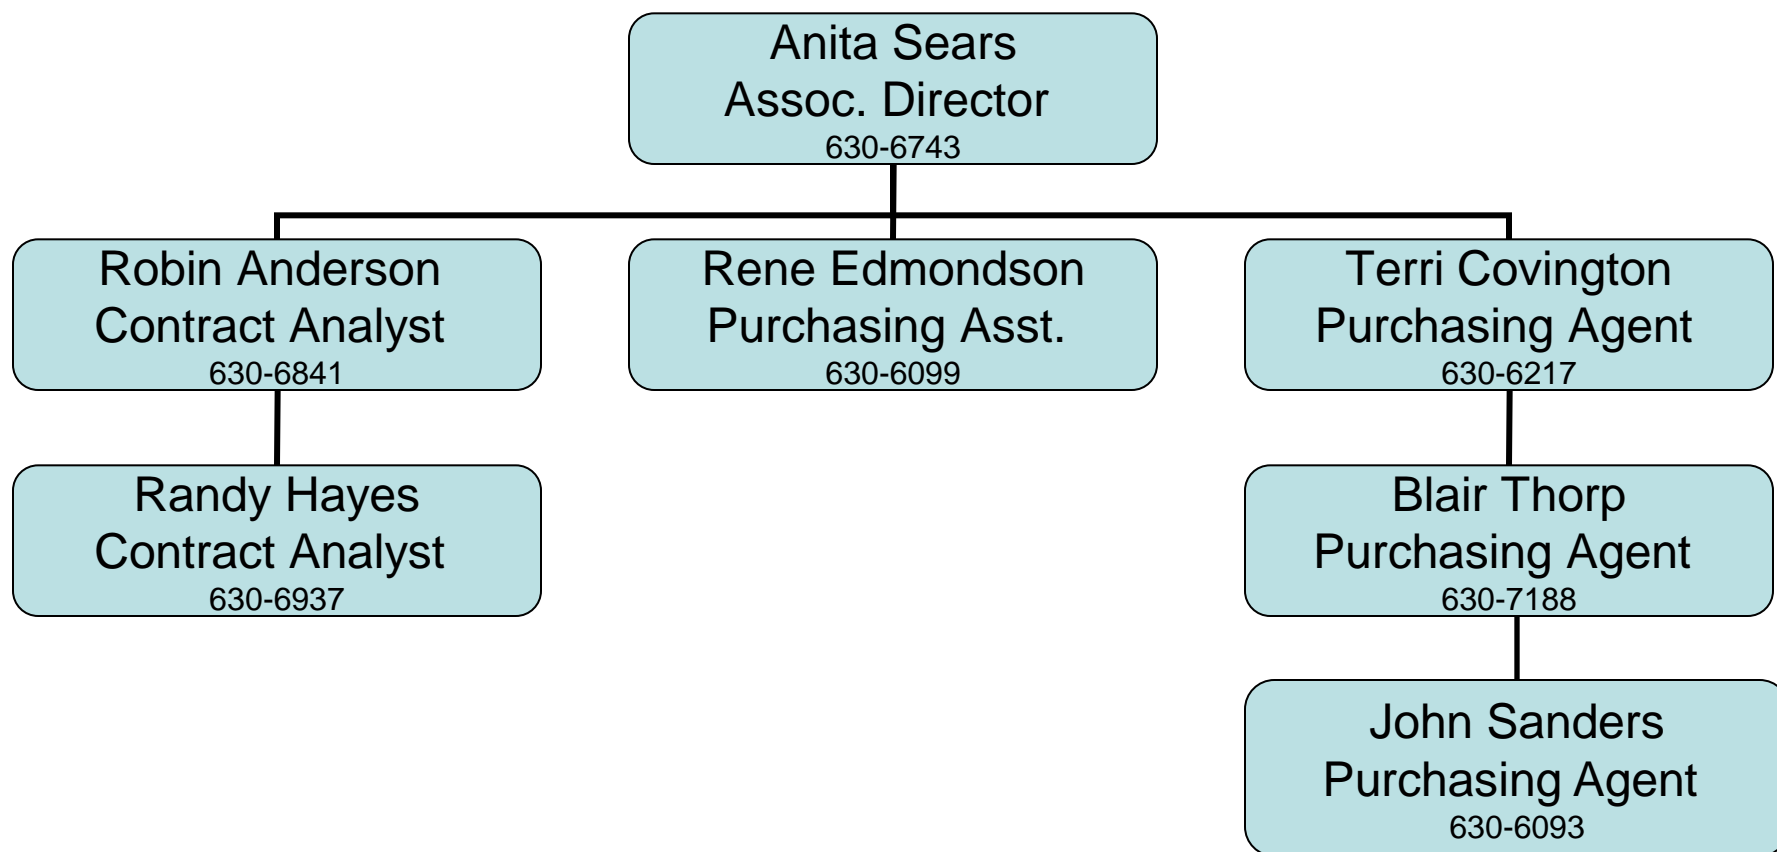 Anita Sears
Assoc. Director
630-6743
Robin Anderson
Contract Analyst
630-6841
Rene Edmondson
Purchasing Asst.
630-6099
Terri Covington
Purchasing Agent
630-6217
Randy Hayes
Contract Analyst
630-6937
Blair Thorp
Purchasing Agent
630-7188
John Sanders
Purchasing Agent
630-6093